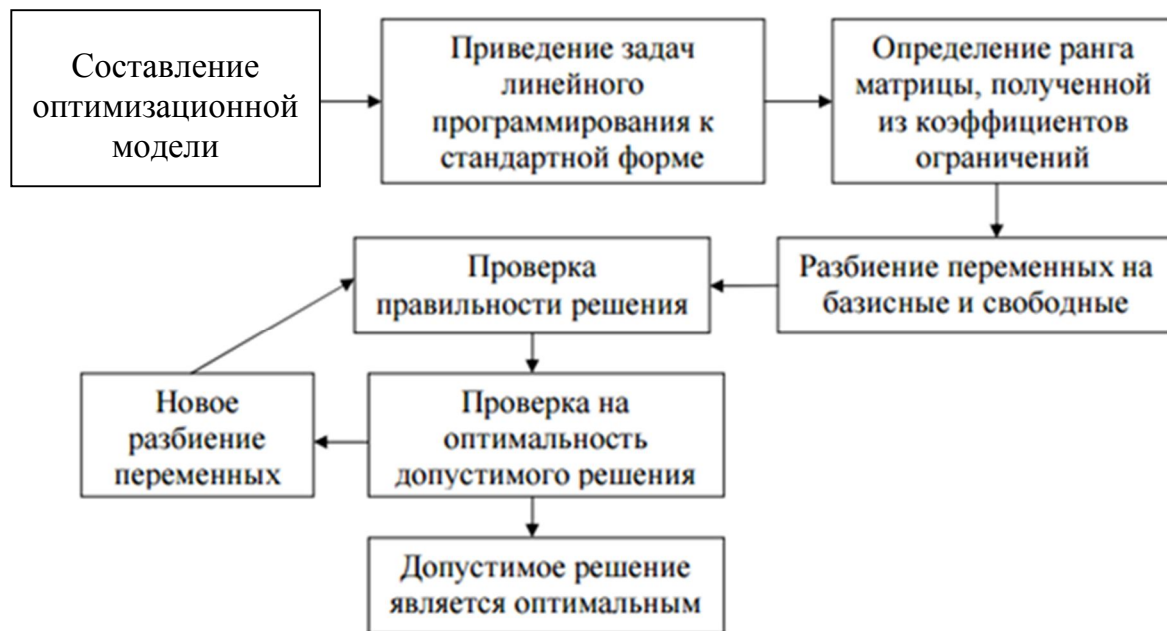 Составление
оптимизационной
модели
Приведение задач
линейного
программирования к
стандартной форме
Определение ранга
матрицы, полученной
из коэффициентов
ограничений
Разбиение переменных на
базисные и свободные
Проверка
правильности решения
Проверка на
оптимальность
допустимого решения
Новое
разбиение
переменных
Допустимое решение
является оптимальным